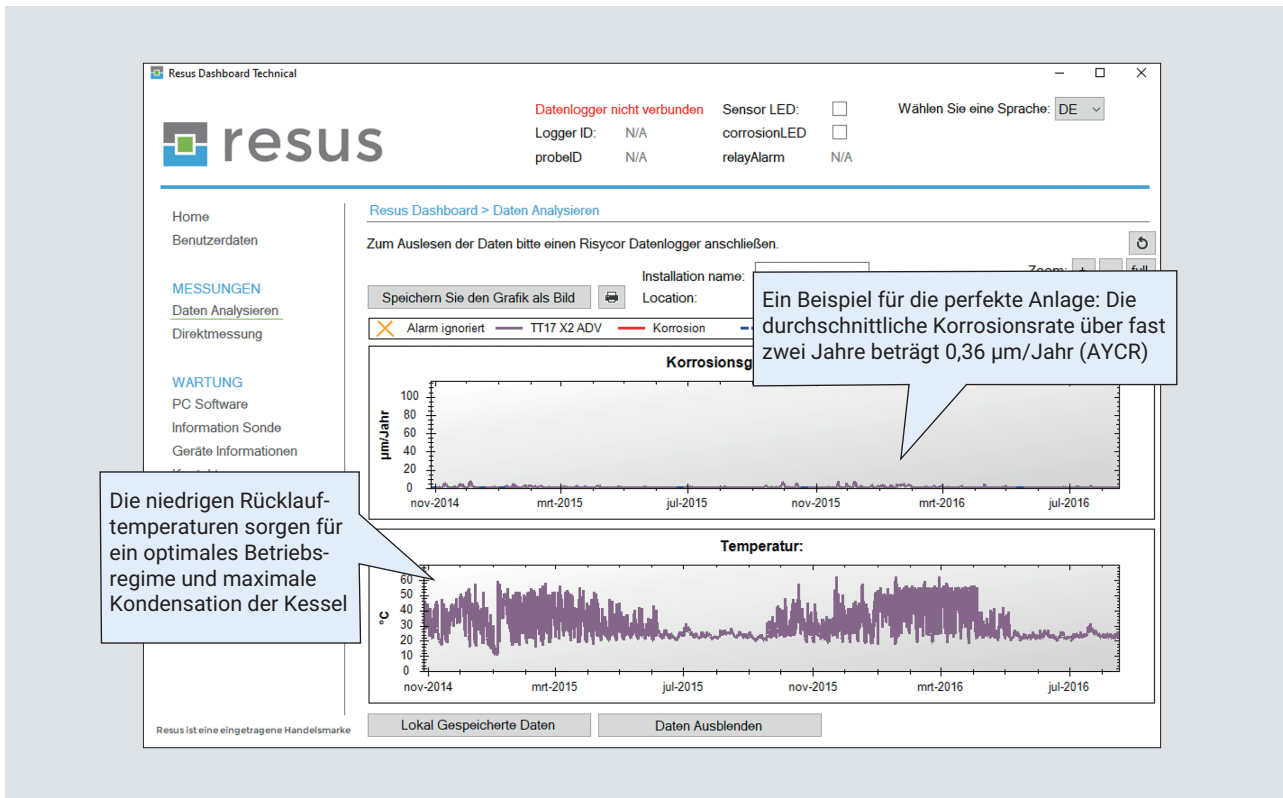 Resus Dashboard Technical
resus
Datenlogger nicht verbunden
Logger ID: N/A
probeID N/A
Sensor LED:
corrosionLED
relayAlarm N/A
Wählen Sie eine Sprache: DE
Home
Benutzerdaten
MESSUNGEN
Daten Analysieren
Direktmessung
WARTUNG
PC Software
Information Sonde
Geräte Informationen
Resus Dashboard > Daten Analysieren
Zum Auslesen der Daten bitte einen Risycor Datenlogger anschließen.
Installation name:
Zoom: + full
Speichern Sie den Grafik als Bild
Location:
Alarm ignoriert TT17 X2 ADV Korrosion
Ein Beispiel für die perfekte Anlage: Die
durchschnittliche Korrosionsrate über fast
zwei Jahre beträgt 0,36 µm/Jahr (AYCR)
µm/Jahr
100
80
60
40
20
0
nov-2014 mrt-2015 jul-2015 nov-2015 mrt-2016 jul-2016
Die niedrigen Rücklauf-
temperaturen sorgen für
ein optimales Betriebs-
regime und maximale
Kondensation der Kessel
Temperatur:
°C
60
50
40
30
20
10
0
nov-2014 mrt-2015 jul-2015 nov-2015 mrt-2016 jul-2016
Lokal Gespeicherte Daten
Daten Ausblenden
Resus ist eine eingetragene Handelsmarke